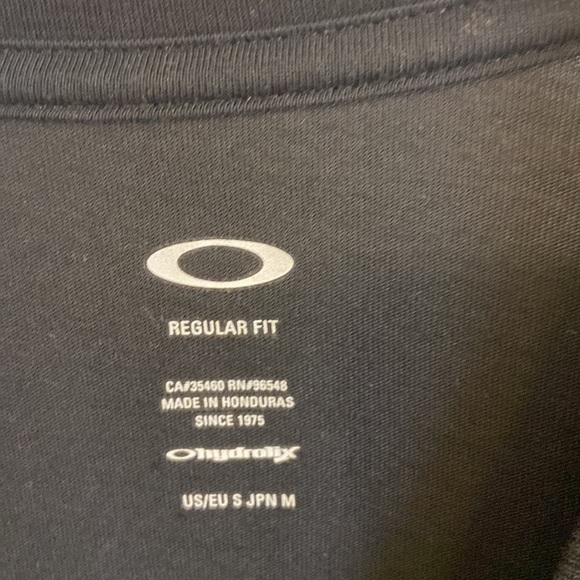 REGULAR FIT
CA#35460 RN#96548
MADE IN HONDURAS
SINCE 1975
Ohydrolix
US/EU S JPN M